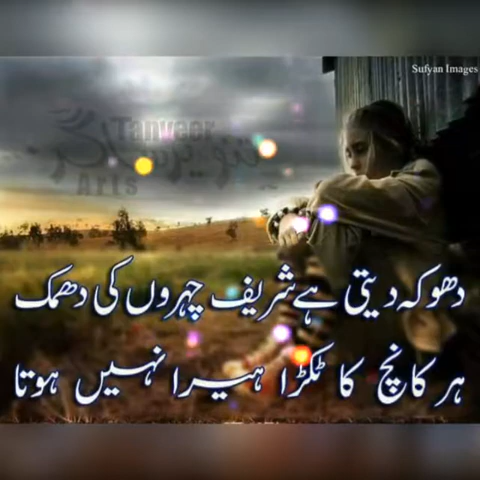 Sufyan Images
Tanveer
Arts
دھوکہ دیتی ہے شریف چہروں کی دھمک
ہر کانچ کا ٹکڑا ہیرا نہیں ہوتا